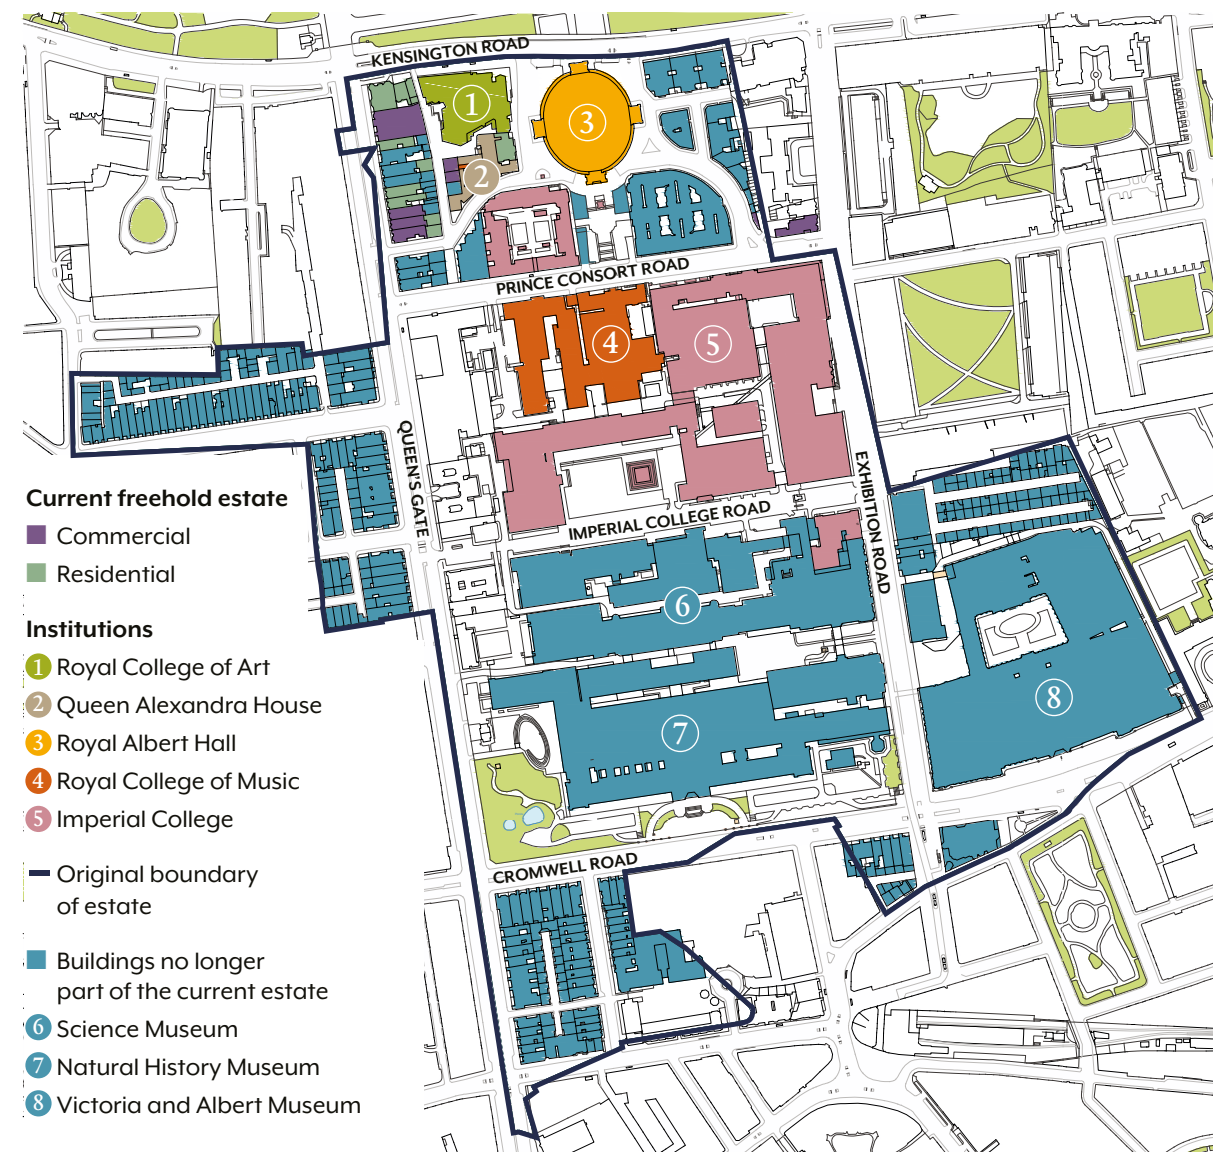 KENSINGTON ROAD
1
3
2
PRINCE CONSORT ROAD
4
5
QUEEN'S GATE
EXHIBITION ROAD
IMPERIAL COLLEGE ROAD
6
7
8
CROMWELL ROAD
Current freehold estate
Commercial
Residential
Institutions
1 Royal College of Art
2 Queen Alexandra House
3 Royal Albert Hall
4 Royal College of Music
5 Imperial College
Original boundary
of estate
Buildings no longer
part of the current estate
6 Science Museum
7 Natural History Museum
8 Victoria and Albert Museum